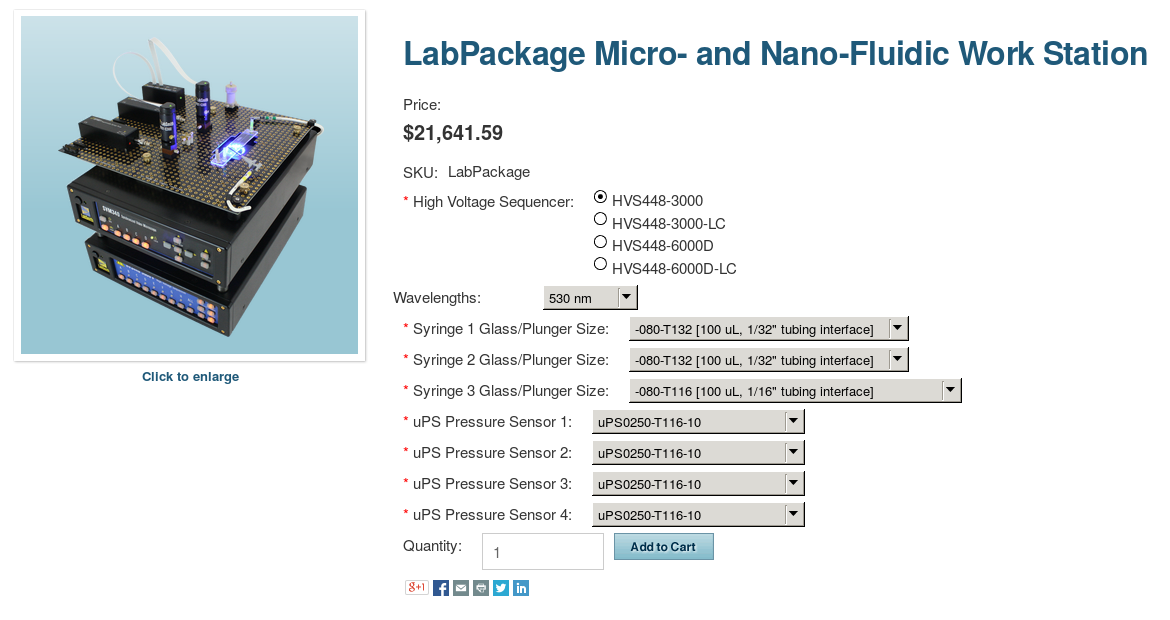 LabPackage Micro- and Nano-Fluidic Work Station
Price:
$21,641.59
SKU: LabPackage
* High Voltage Sequencer: HVS448-3000
HVS448-3000-LC
HVS448-6000D
HVS448-6000D-LC
Wavelengths: 530 nm
* Syringe 1 Glass/Plunger Size: -080-T132 [100 uL, 1/32" tubing interface]
* Syringe 2 Glass/Plunger Size: -080-T132 [100 uL, 1/32" tubing interface]
* Syringe 3 Glass/Plunger Size: -080-T116 [100 uL, 1/16" tubing interface]
* uPS Pressure Sensor 1: uPS0250-T116-10
* uPS Pressure Sensor 2: uPS0250-T116-10
* uPS Pressure Sensor 3: uPS0250-T116-10
* uPS Pressure Sensor 4: uPS0250-T116-10
Quantity: 1 Add to Cart
Click to enlarge